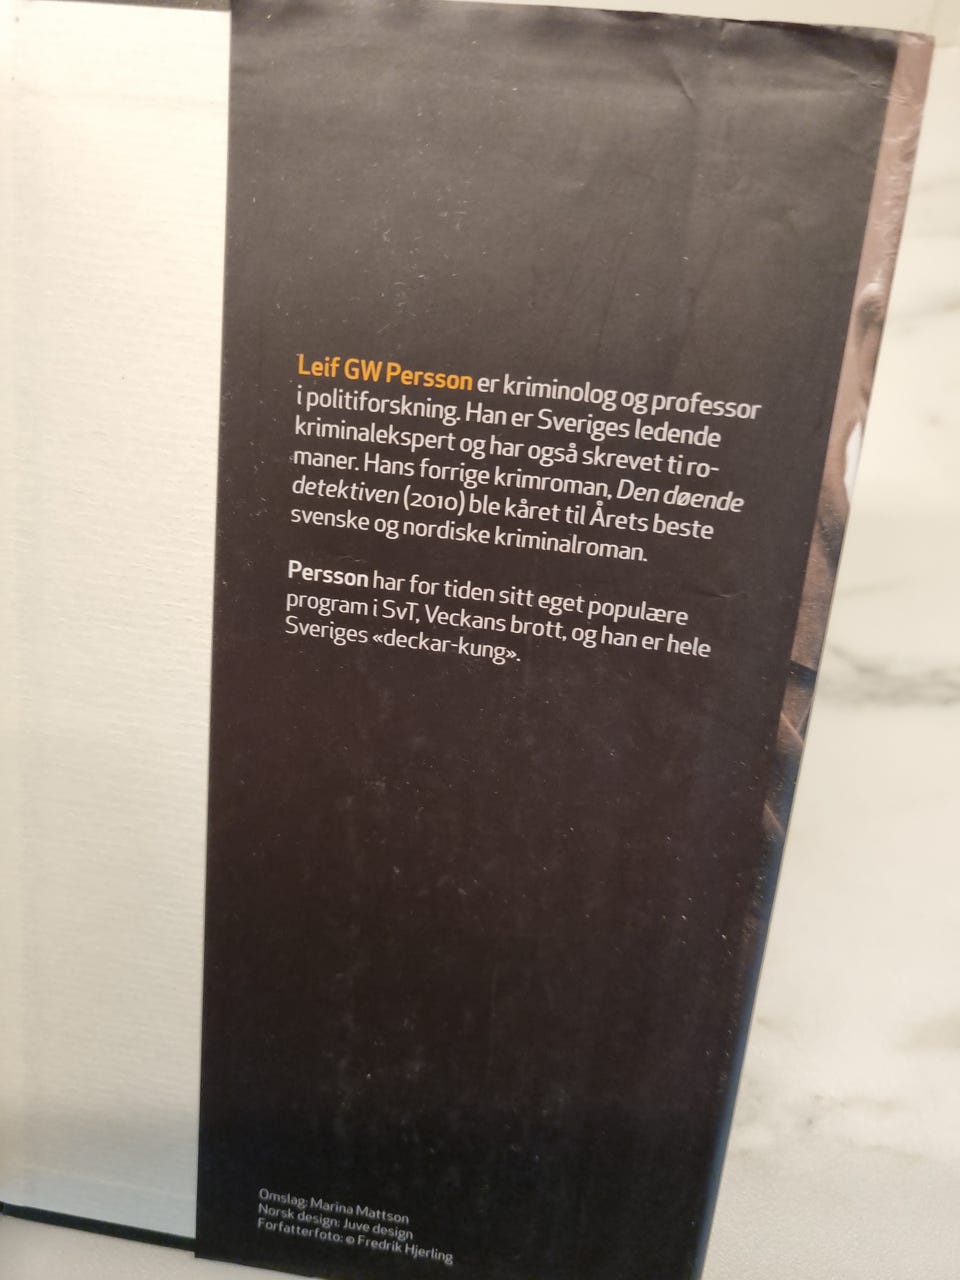 Leif GW Persson er kriminolog og professor
i politiforskning. Han er Sveriges ledende
kriminalekspert og har også skrevet ti ro-
maner. Hans forrige krimroman, Den døende
detektiven (2010) ble kåret til Årets beste
svenske og nordiske kriminalroman.
Persson har for tiden sitt eget populære
program i SvT, Veckans brott, og han er hele
Sveriges «deckar-kung».
Omslag: Marina Mattson
Norsk design: Juve design
Forfatterfoto: © Fredrik Hjerling